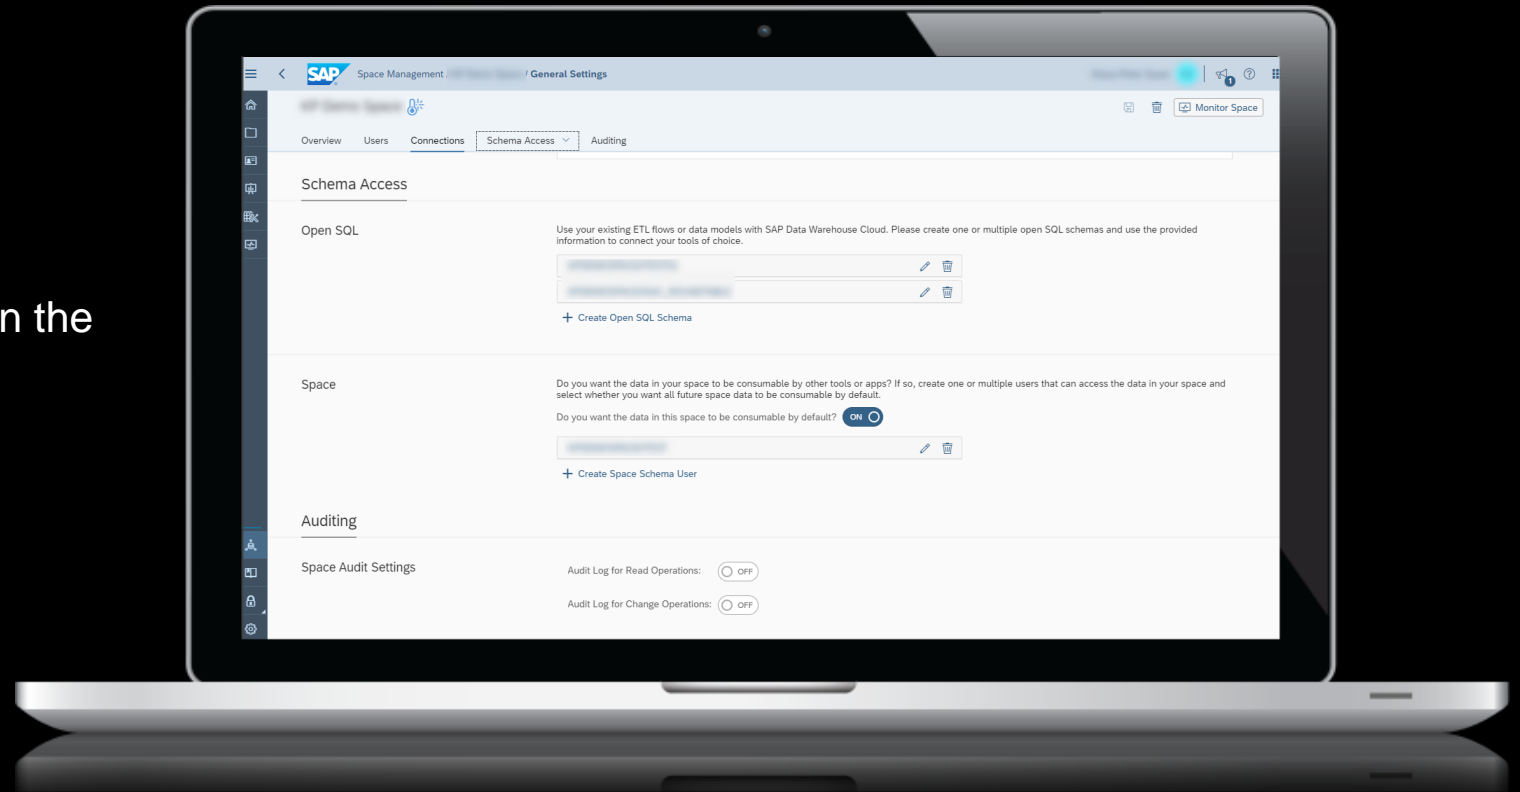 n the
SAP Space Management / / General Settings
1
Monitor Space
Overview Users Connections Schema Access Auditing
Schema Access
Open SQL
Use your existing ETL flows or data models with SAP Data Warehouse Cloud. Please create one or multiple open SQL schemas and use the provided
information to connect your tools of choice.
+ Create Open SQL Schema
Space
Do you want the data in your space to be consumable by other tools or apps? If so, create one or multiple users that can access the data in your space and
select whether you want all future space data to be consumable by default.
Do you want the data in this space to be consumable by default? ON
+ Create Space Schema User
Auditing
Space Audit Settings
Audit Log for Read Operations: OFF
Audit Log for Change Operations: OFF